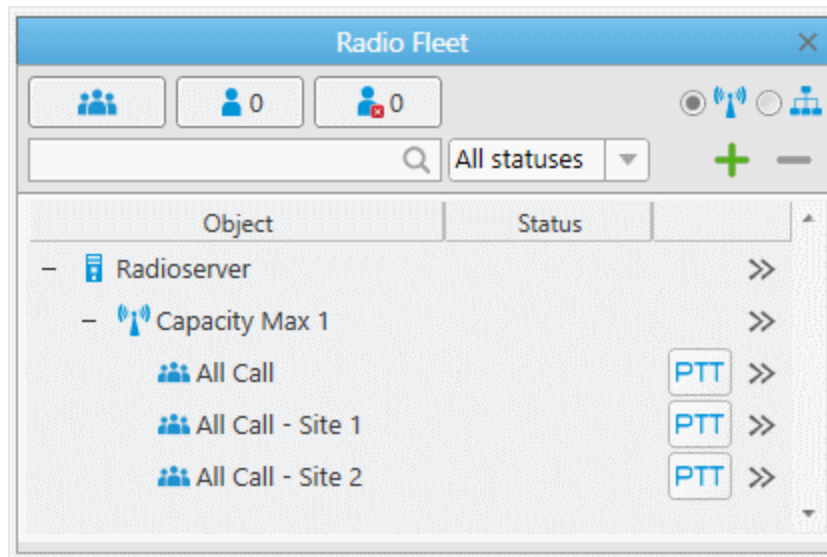 Radio Fleet
0 0
All statuses
Object Status
Radioserver
Capacity Max 1
All Call PTT
All Call - Site 1 PTT
All Call - Site 2 PTT